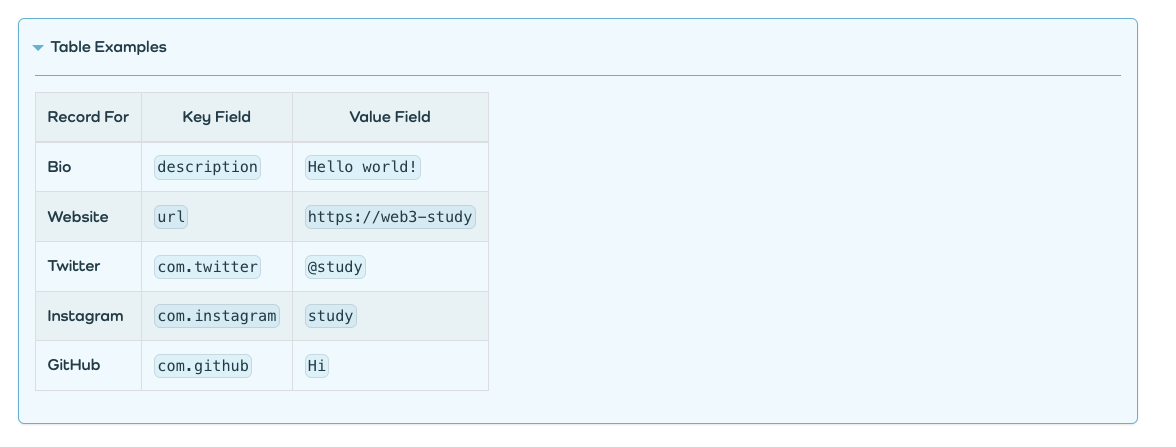 Table Examples
Record For Key Field Value Field
Bio description Hello world!
Website url https://web3-study
Twitter com.twitter @study
Instagram com.instagram study
GitHub com.github Hi